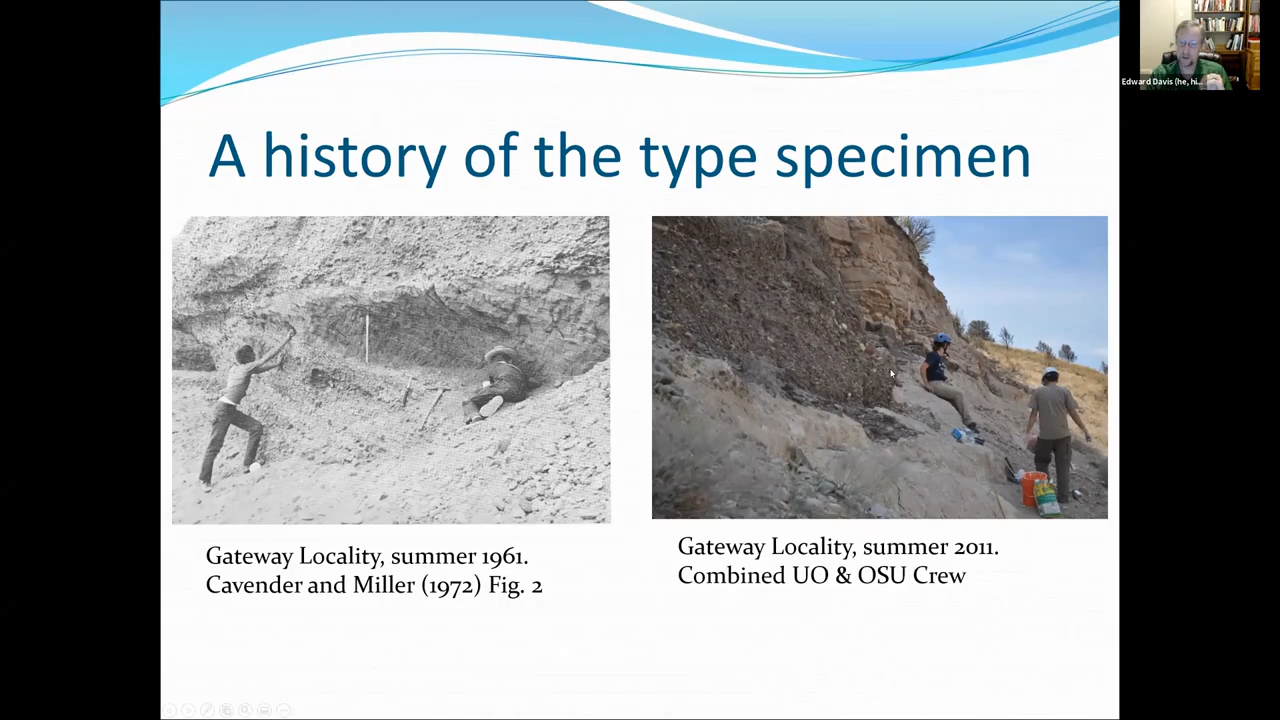 Edward Davis (he, hi...
A history of the type specimen
Gateway Locality, summer 1961.
Cavender and Miller (1972) Fig. 2
Gateway Locality, summer 2011.
Combined UO & OSU Crew